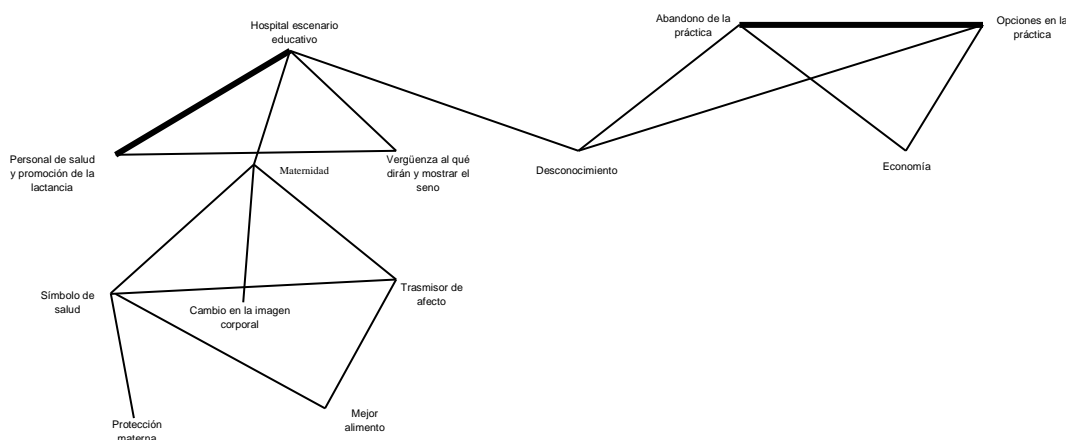 Hospital escenario
educativo
Abandono de la
práctica
Opciones en la
práctica
Personal de salud
y promoción de la
lactancia
Maternidad
Vergüenza al qué
dirán y mostrar el
seno
Desconocimiento
Economía
Símbolo de
salud
Cambio en la imagen
corporal
Trasmisor de
afecto
Protección
materna
Mejor
alimento